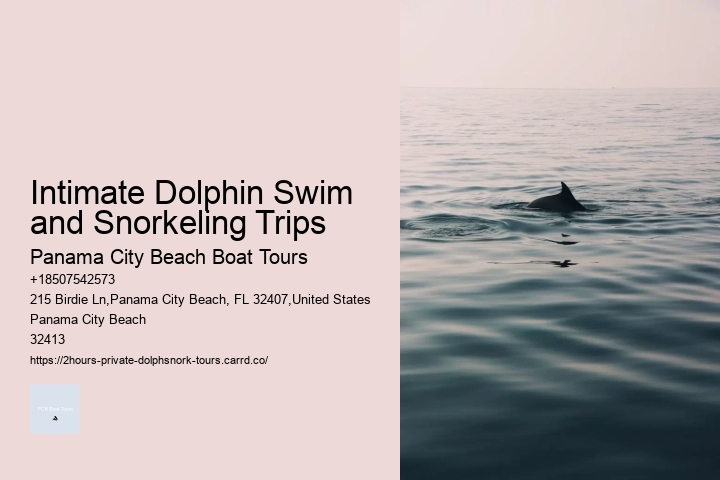 Intimate Dolphin Swim
and Snorkeling Trips
Panama City Beach Boat Tours
+18507542573
215 Birdie Ln,Panama City Beach, FL 32407,United States
Panama City Beach
32413
https://2hours-private-dolphsnork-tours.carrd.co/